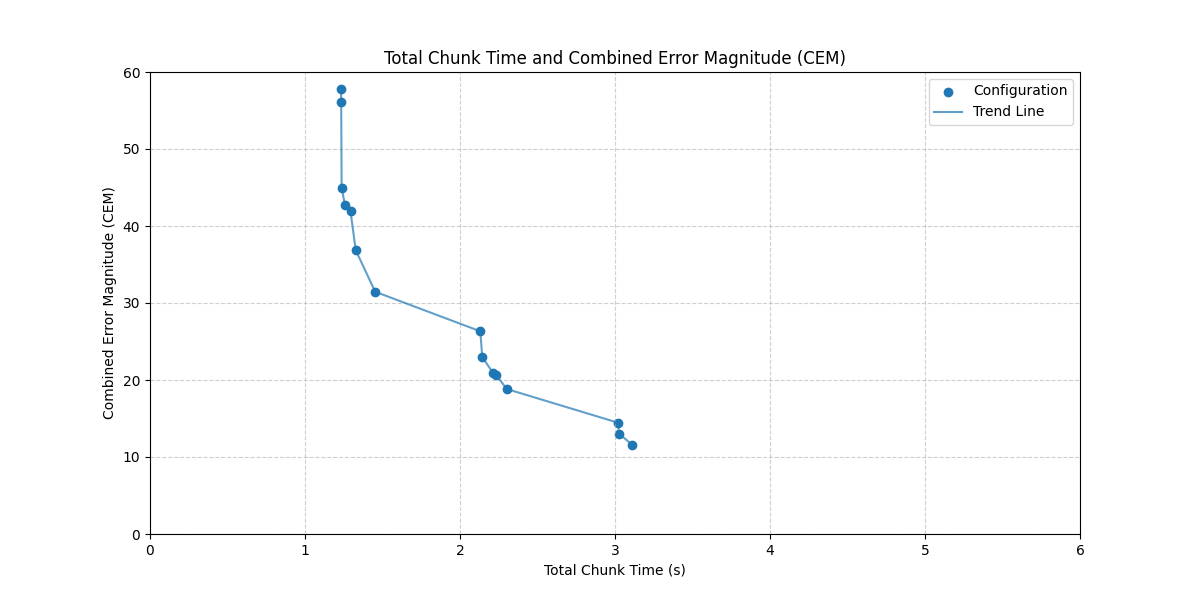 Total Chunk Time and Combined Error Magnitude (CEM)
Configuration
Trend Line
Combined Error Magnitude (CEM)
60
50
40
30
20
10
0
0 1 2 3 4 5 6
Total Chunk Time (s)